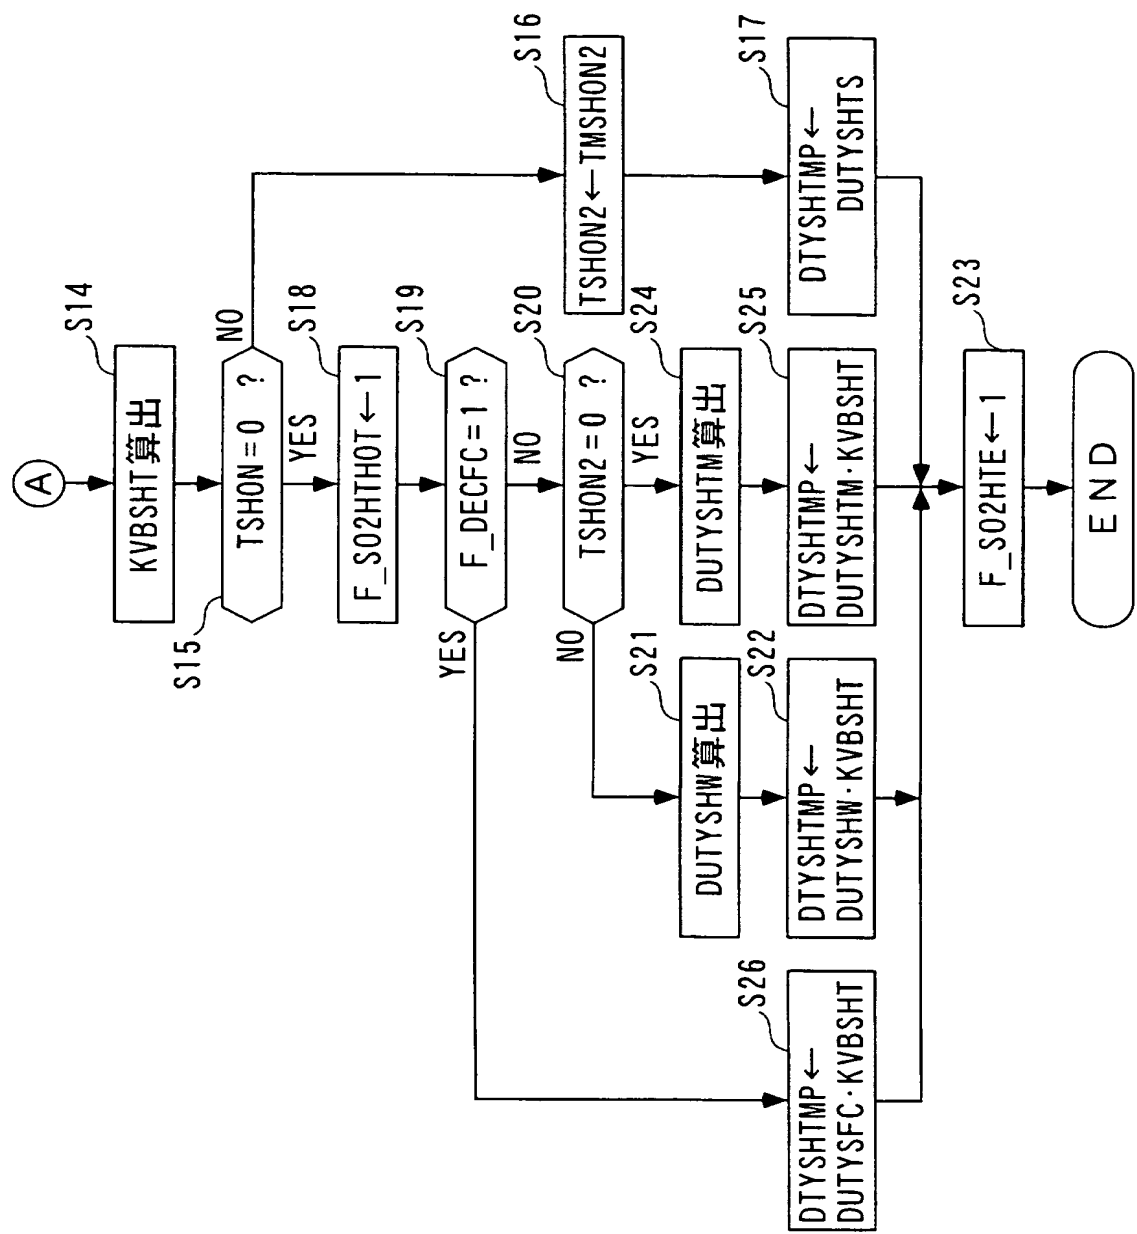 A
S14
KVBSHT算出
S15
TSHON=0 ?
NO
YES
S18
F_SO2HTHOT←1
S19
F_DECFC=1 ?
YES
NO
S20
TSHON2=0 ?
NO
YES
S16
TSHON2←TMSHON2
S21
DUTYSHW算出
S24
DUTYSHTM算出
S26
DTYSHTMP←
DUTYSFC·KVBSHT
S22
DTYSHTMP←
DUTYSHW·KVBSHT
S25
DTYSHTMP←
DUTYSHTM·KVBSHT
S17
DTYSHTMP←
DUTYSHTS
S23
F_SO2HTE←1
END